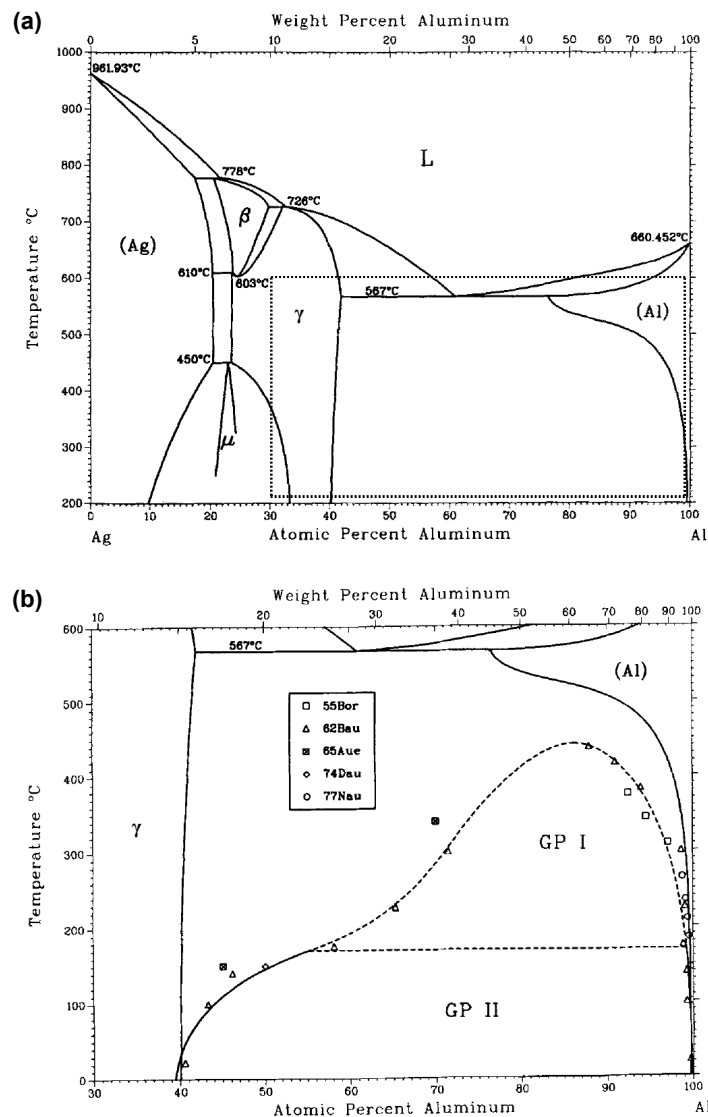 (a)
Weight Percent Aluminum
0 5 10 20 30 40 50 60 70 80 90 100
1000
961.93°C
900
800
778°C
L
726°C
700
β
660.452°C
(Ag)
Temperature °C
610°C
603°C
600
567°C
γ
(Al)
500
450°C
400
μ
300
200
0 10 20 30 40 50 60 70 80 90 100
Ag Atomic Percent Aluminum Al
(b)
Weight Percent Aluminum
10 20 30 40 50 60 70 80 90 100
600
567°C
(Al)
500
55Bor
62Bau
65Aue
74Dau
77Nau
400
γ
Temperature °C
300
GP I
200
100
GP II
0
30 40 50 60 70 80 90 100
Atomic Percent Aluminum Al